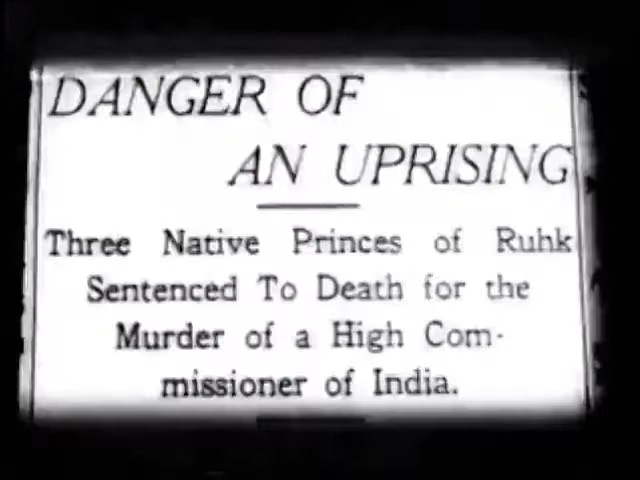 DANGER OF
AN UPRISING
Three Native Princes of Ruhk
Sentenced To Death for the
Murder of a High Com-
missioner of India.